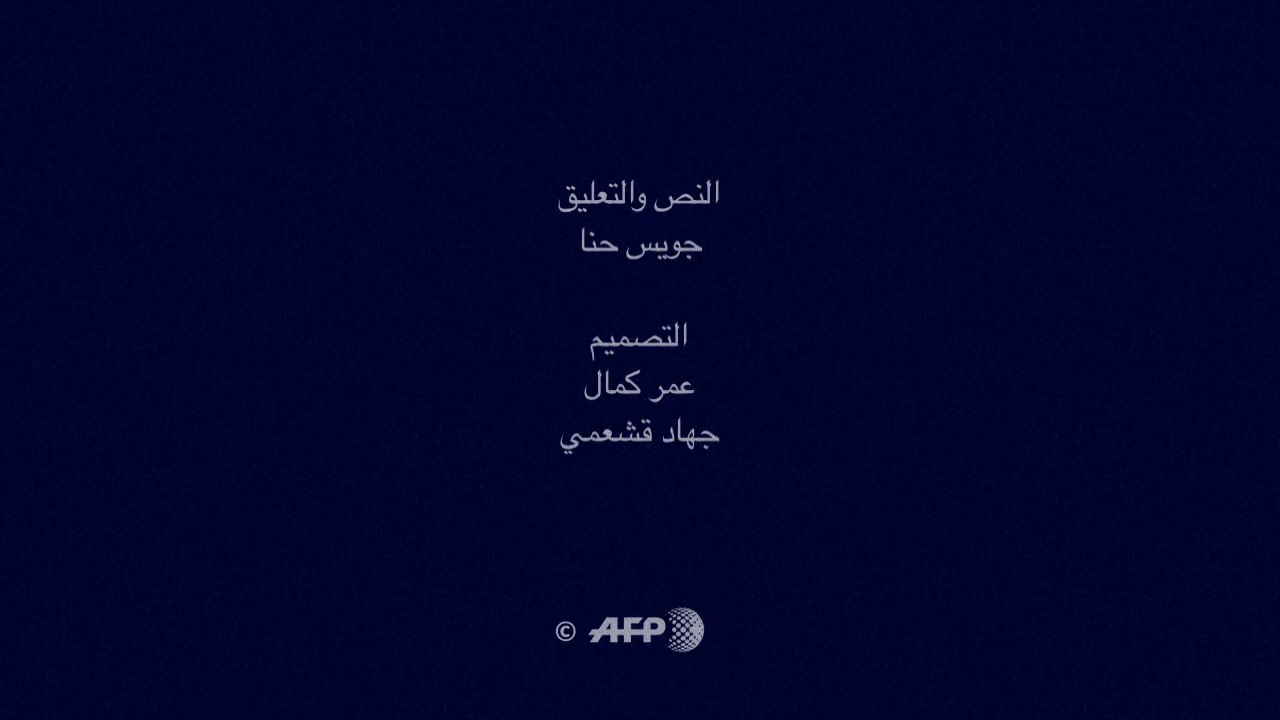 النص والتعليق
جويس حنا
التصميم
عمر كمال
جهاد قشعمي
© AFP